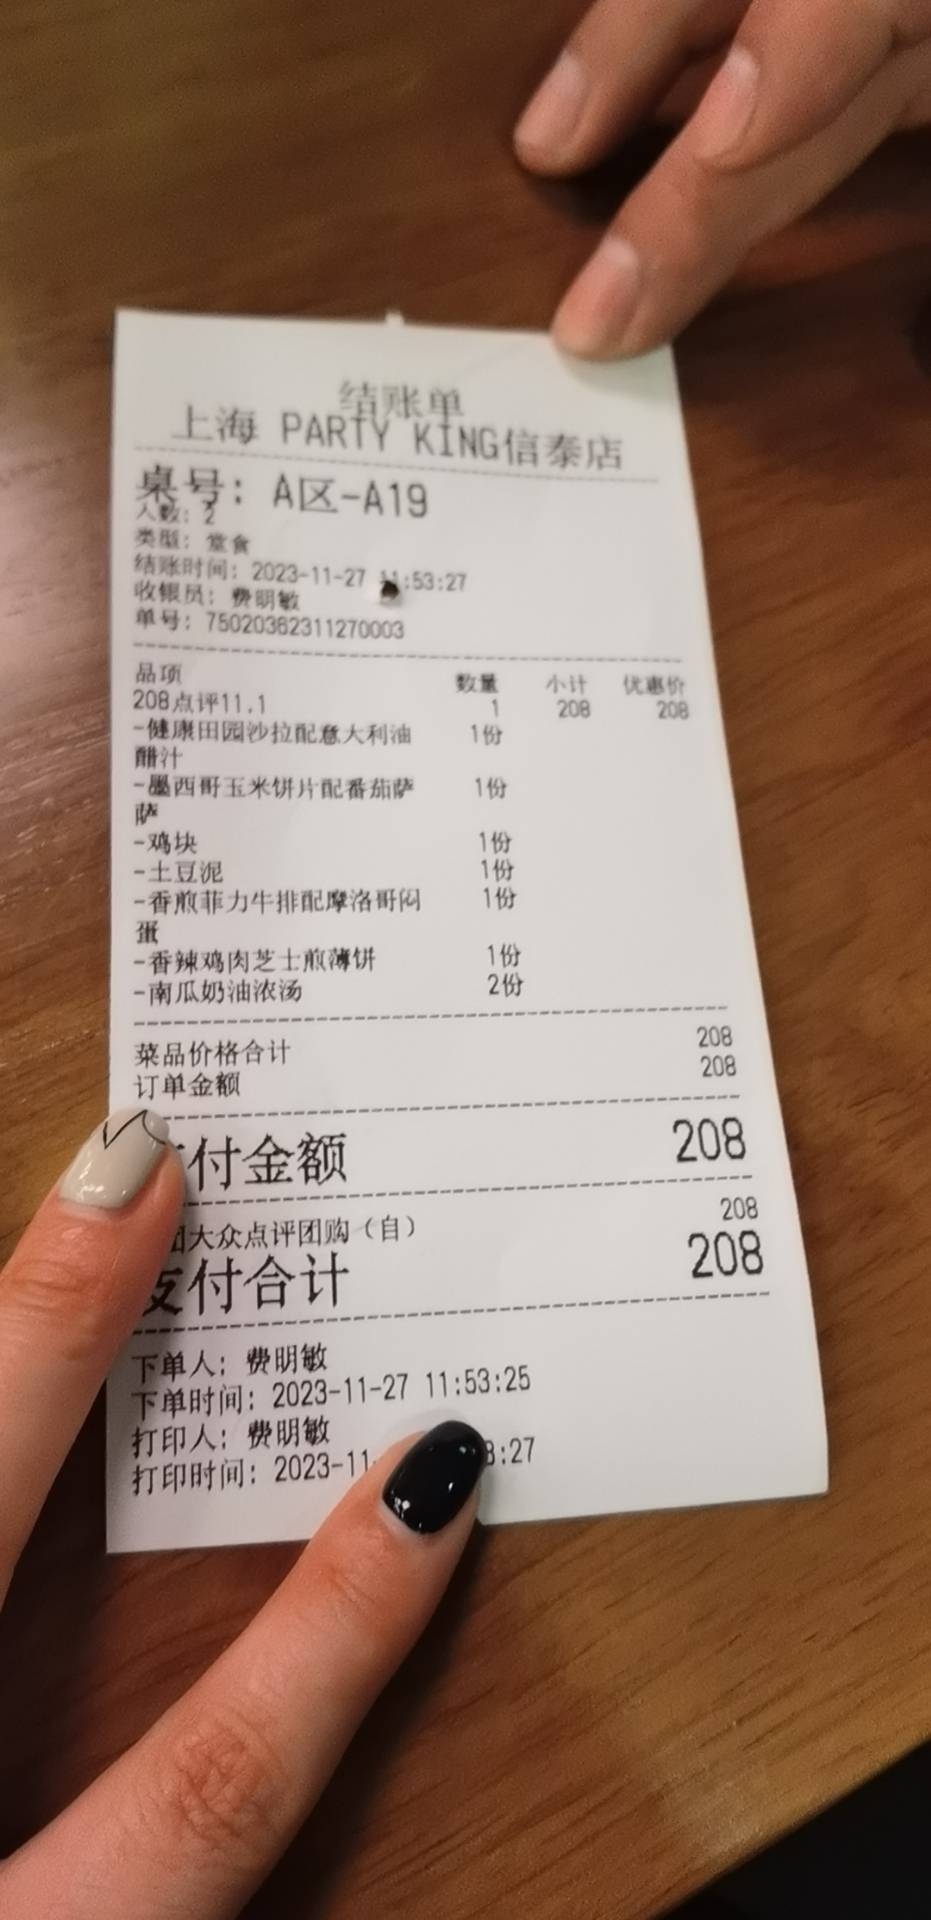 结账单
上海 PARTY KING信泰店
桌号: A区-A19
人数: 2
类型: 堂食
结账时间: 2023-11-27 11:53:27
收银员: 费明敏
单号: 75020362311270003
品项 数量 小计 优惠价
208点评11.1 1 208 208
-健康田园沙拉配意大利油 1份
醋汁
-墨西哥玉米饼片配番茄萨 1份
萨
-鸡块 1份
-土豆泥 1份
-香煎菲力牛排配摩洛哥闷 1份
蛋
-香辣鸡肉芝士煎薄饼 1份
-南瓜奶油浓汤 2份
菜品价格合计 208
订单金额 208
付金额 208
团大众点评团购（自） 208
支付合计 208
下单人: 费明敏
下单时间: 2023-11-27 11:53:25
打印人: 费明敏
打印时间: 2023-11 3:27